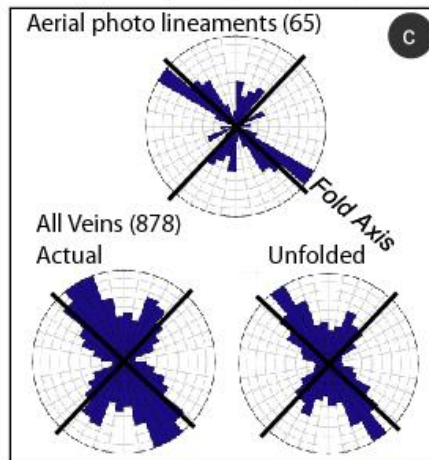 Aerial photo lineaments (65)
C
Fold Axis
All Veins (878)
Actual
Unfolded